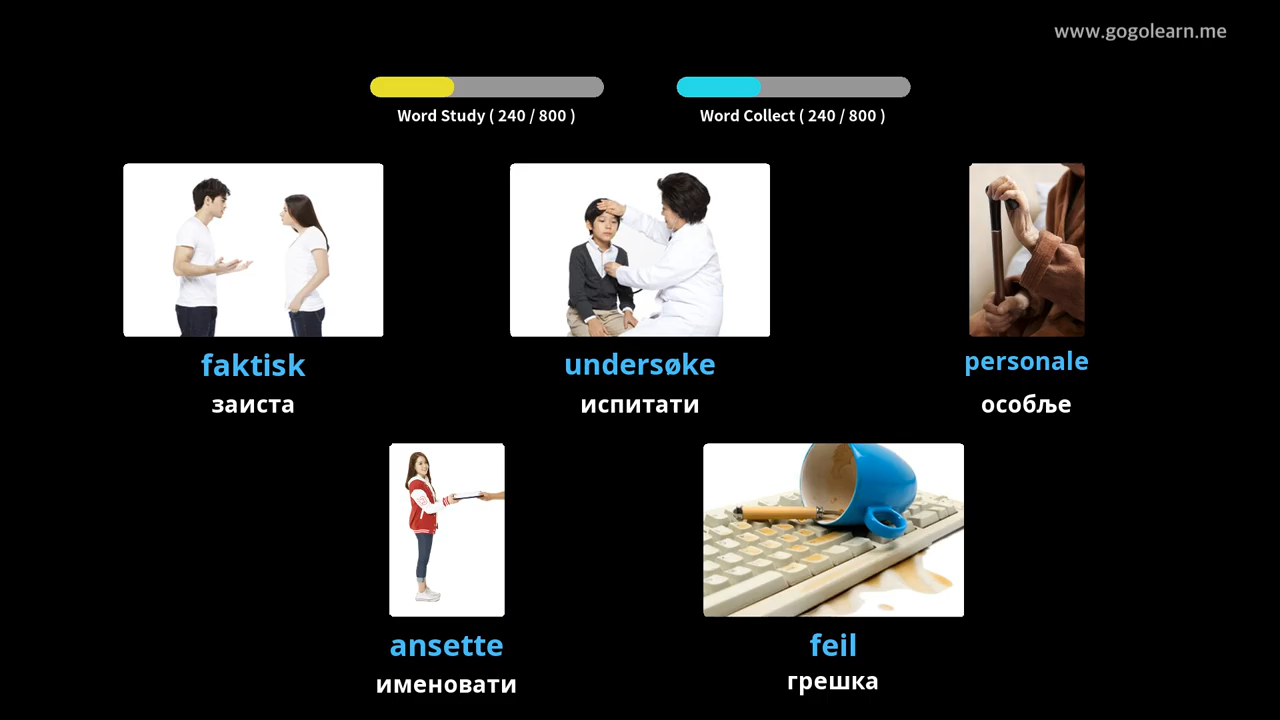 www.gogolearn.me
Word Study ( 240 / 800 )
Word Collect ( 240 / 800 )
faktisk
заиста
undersøke
испитати
personale
особље
ansette
именовати
feil
грешка